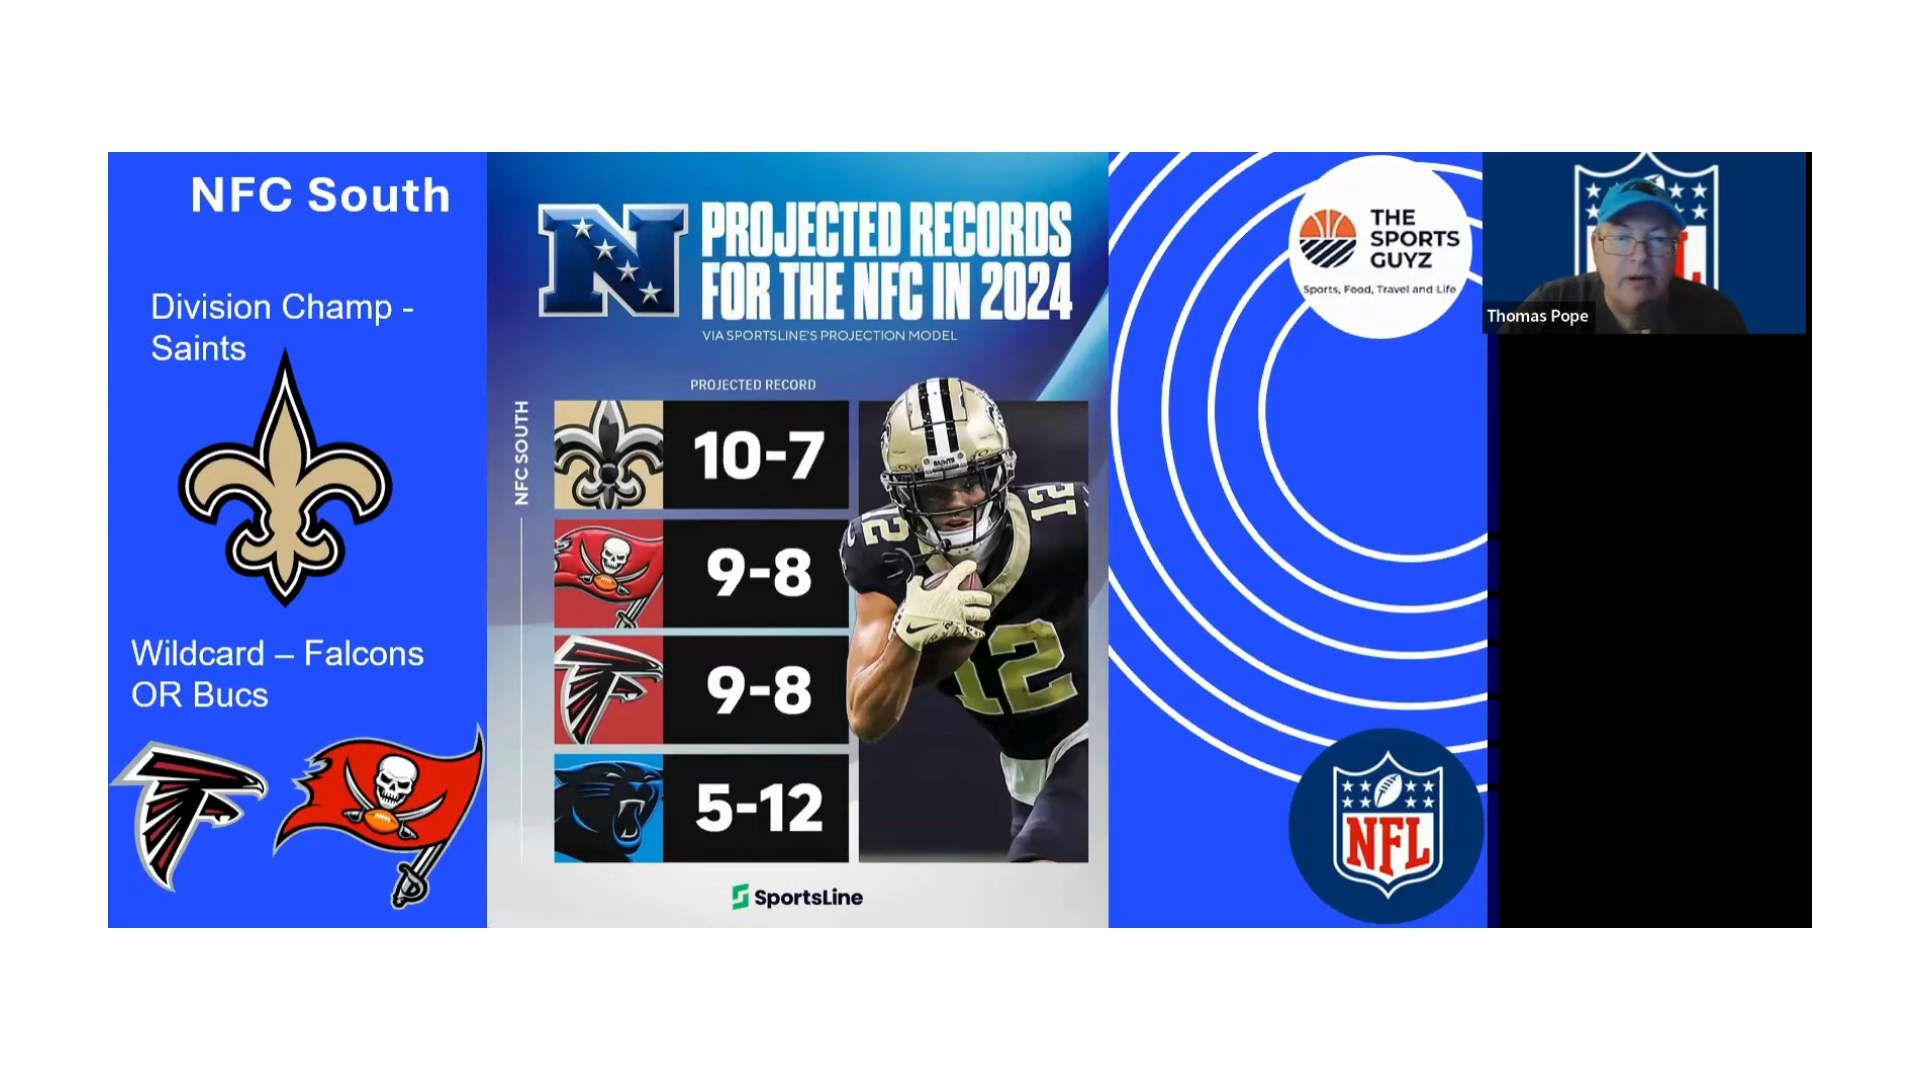 NFC South
Division Champ -
Saints
Wildcard – Falcons
OR Bucs
N
PROJECTED RECORDS
FOR THE NFC IN 2024
VIA SPORTSLINE'S PROJECTION MODEL
PROJECTED RECORD
NFC SOUTH
10-7
9-8
9-8
5-12
SAINTS
12
12
12
SportsLine
THE
SPORTS
GUYZ
Sports, Food, Travel and Life
NFL
L
Thomas Pope